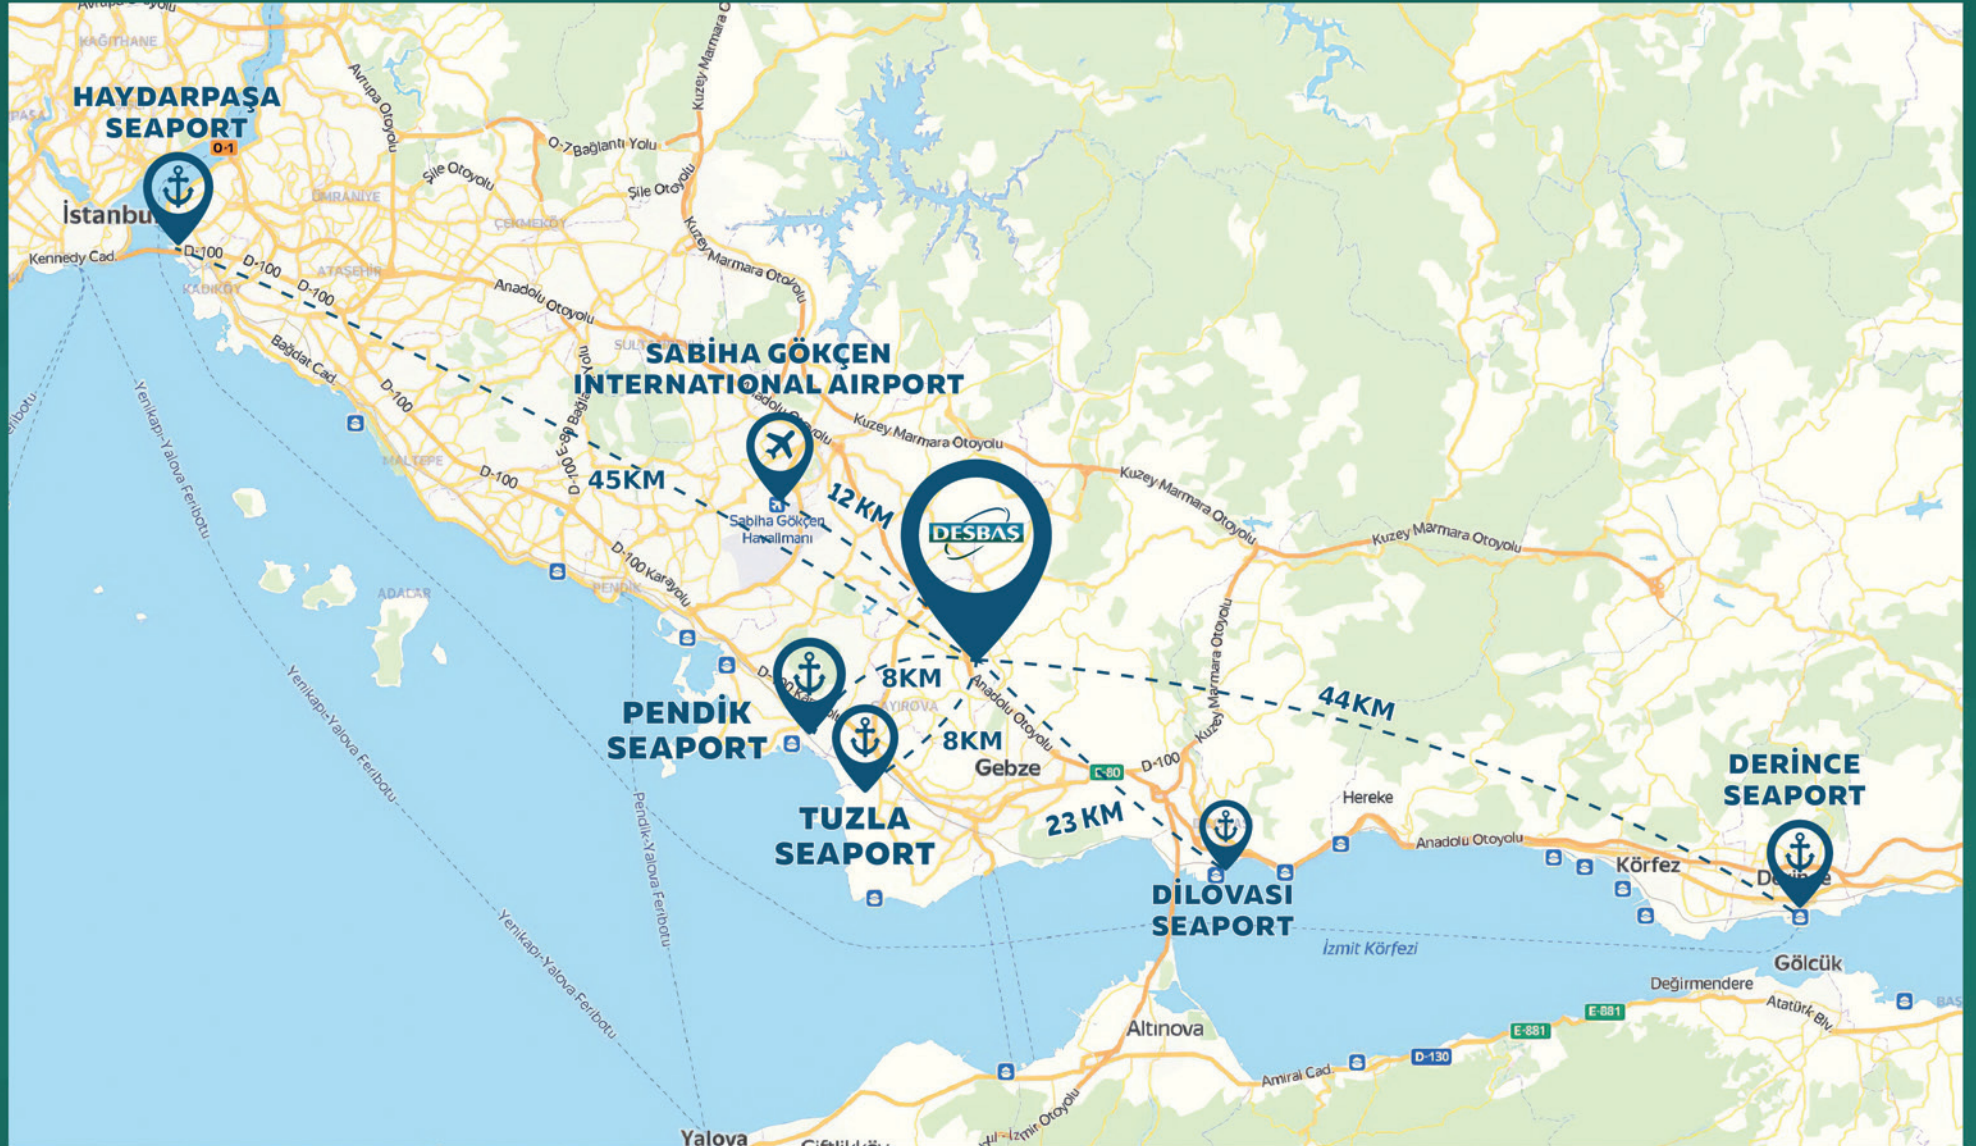 KAĞITHANE
HAYDARPAŞA
SEAPORT
O-1
Avrupa Otoyolu
Kuzey Marmara
O-7 Bağlantı Yolu
Şile Otoyolu
Şile Otoyolu
ÜMRANİYE
ÇEKMEKÖY
İstanbul
Kennedy Cad.
D-100
D-100
D-100
KADIKÖY
ATAŞEHİR
Kuzey Marmara Otoyolu
Anadolu Otoyolu
Bağdat Cad.
D-100
SABİHA GÖKÇEN
INTERNATIONAL AIRPORT
Kuzey Marmara Otoyolu
MALTEPE
D-100
45KM
12 KM
Kuzey Marmara Otoyolu
Kuzey Marmara Otoyolu
Sabiha Gökçen
Havalimanı
DESBAŞ
Yenikapı-Yalova Feribotu
D-100 Karayolu
PENDİK
ADALAR
Kuzey Marmara Otoyolu
8KM
PENDİK
SEAPORT
ÇAYIROVA
Anadolu Otoyolu
44KM
8KM
Gebze
E-80
D-100
Yenikapı-Yalova Feribotu
Pendik-Yalova Feribotu
TUZLA
SEAPORT
23 KM
Hereke
DERİNCE
SEAPORT
Anadolu Otoyolu
Körfez
DİLOVASI
SEAPORT
İzmit Körfezi
Yenikapı-Yalova Feribotu
Gölcük
Değirmendere
Atatürk Blv.
E-881
E-881
D-130
Altınova
Amiral Cad.
Yalova